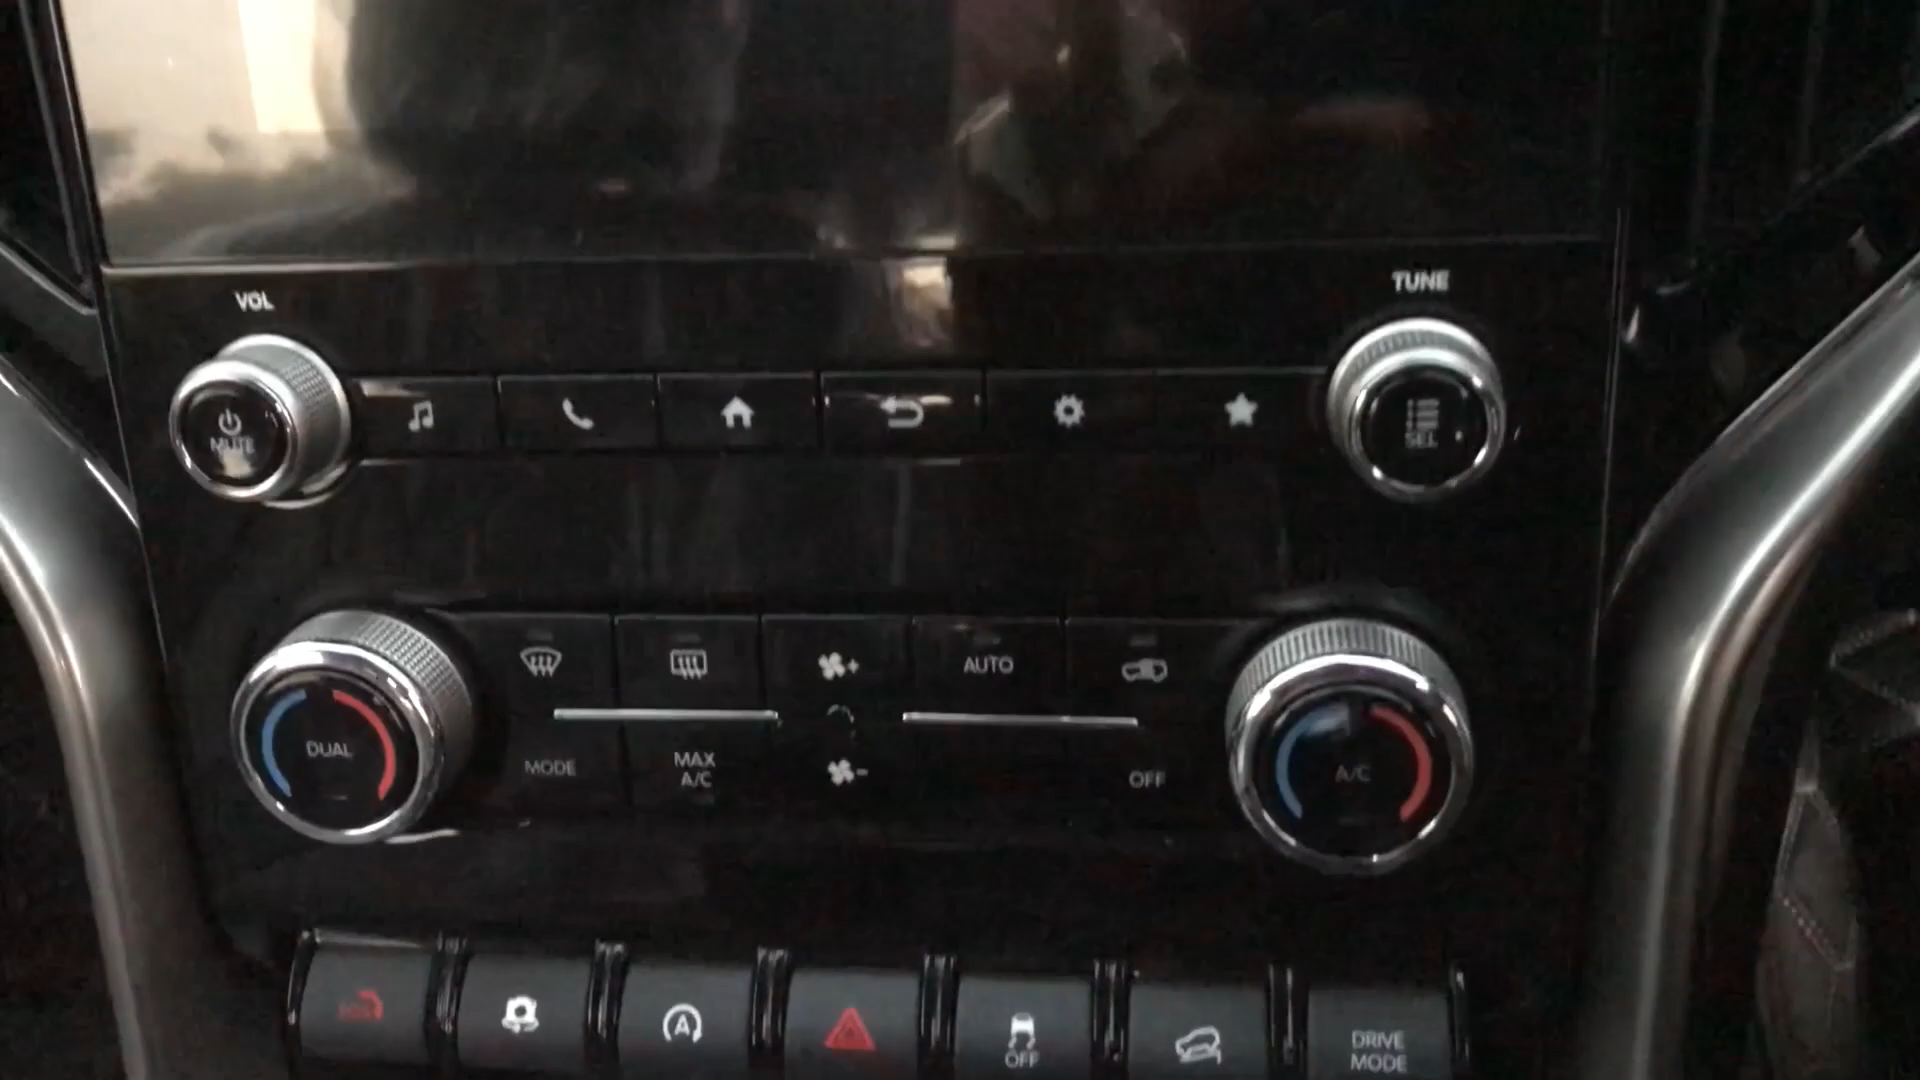 VOL
TUNE
MUTE
SEL
AUTO
DUAL
MODE
MAX
A/C
OFF
A/C
A
OFF
DRIVE
MODE